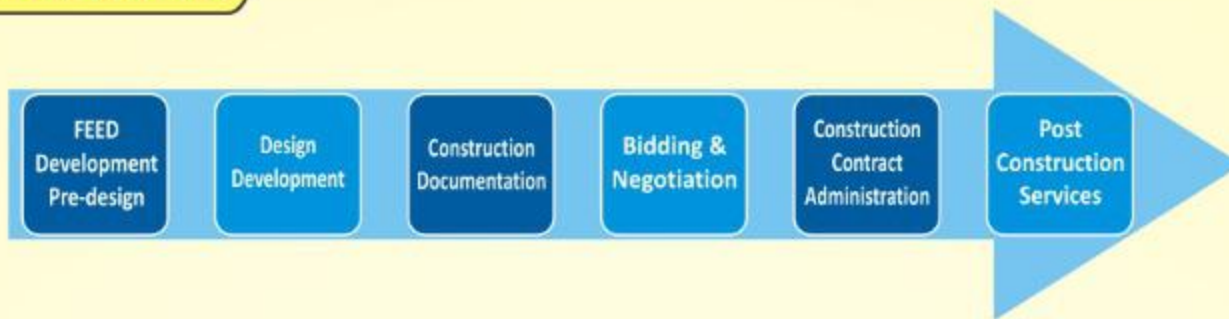 FEED
Development
Pre-design
Design
Development
Construction
Documentation
Bidding &
Negotiation
Construction
Contract
Administration
Post
Construction
Services